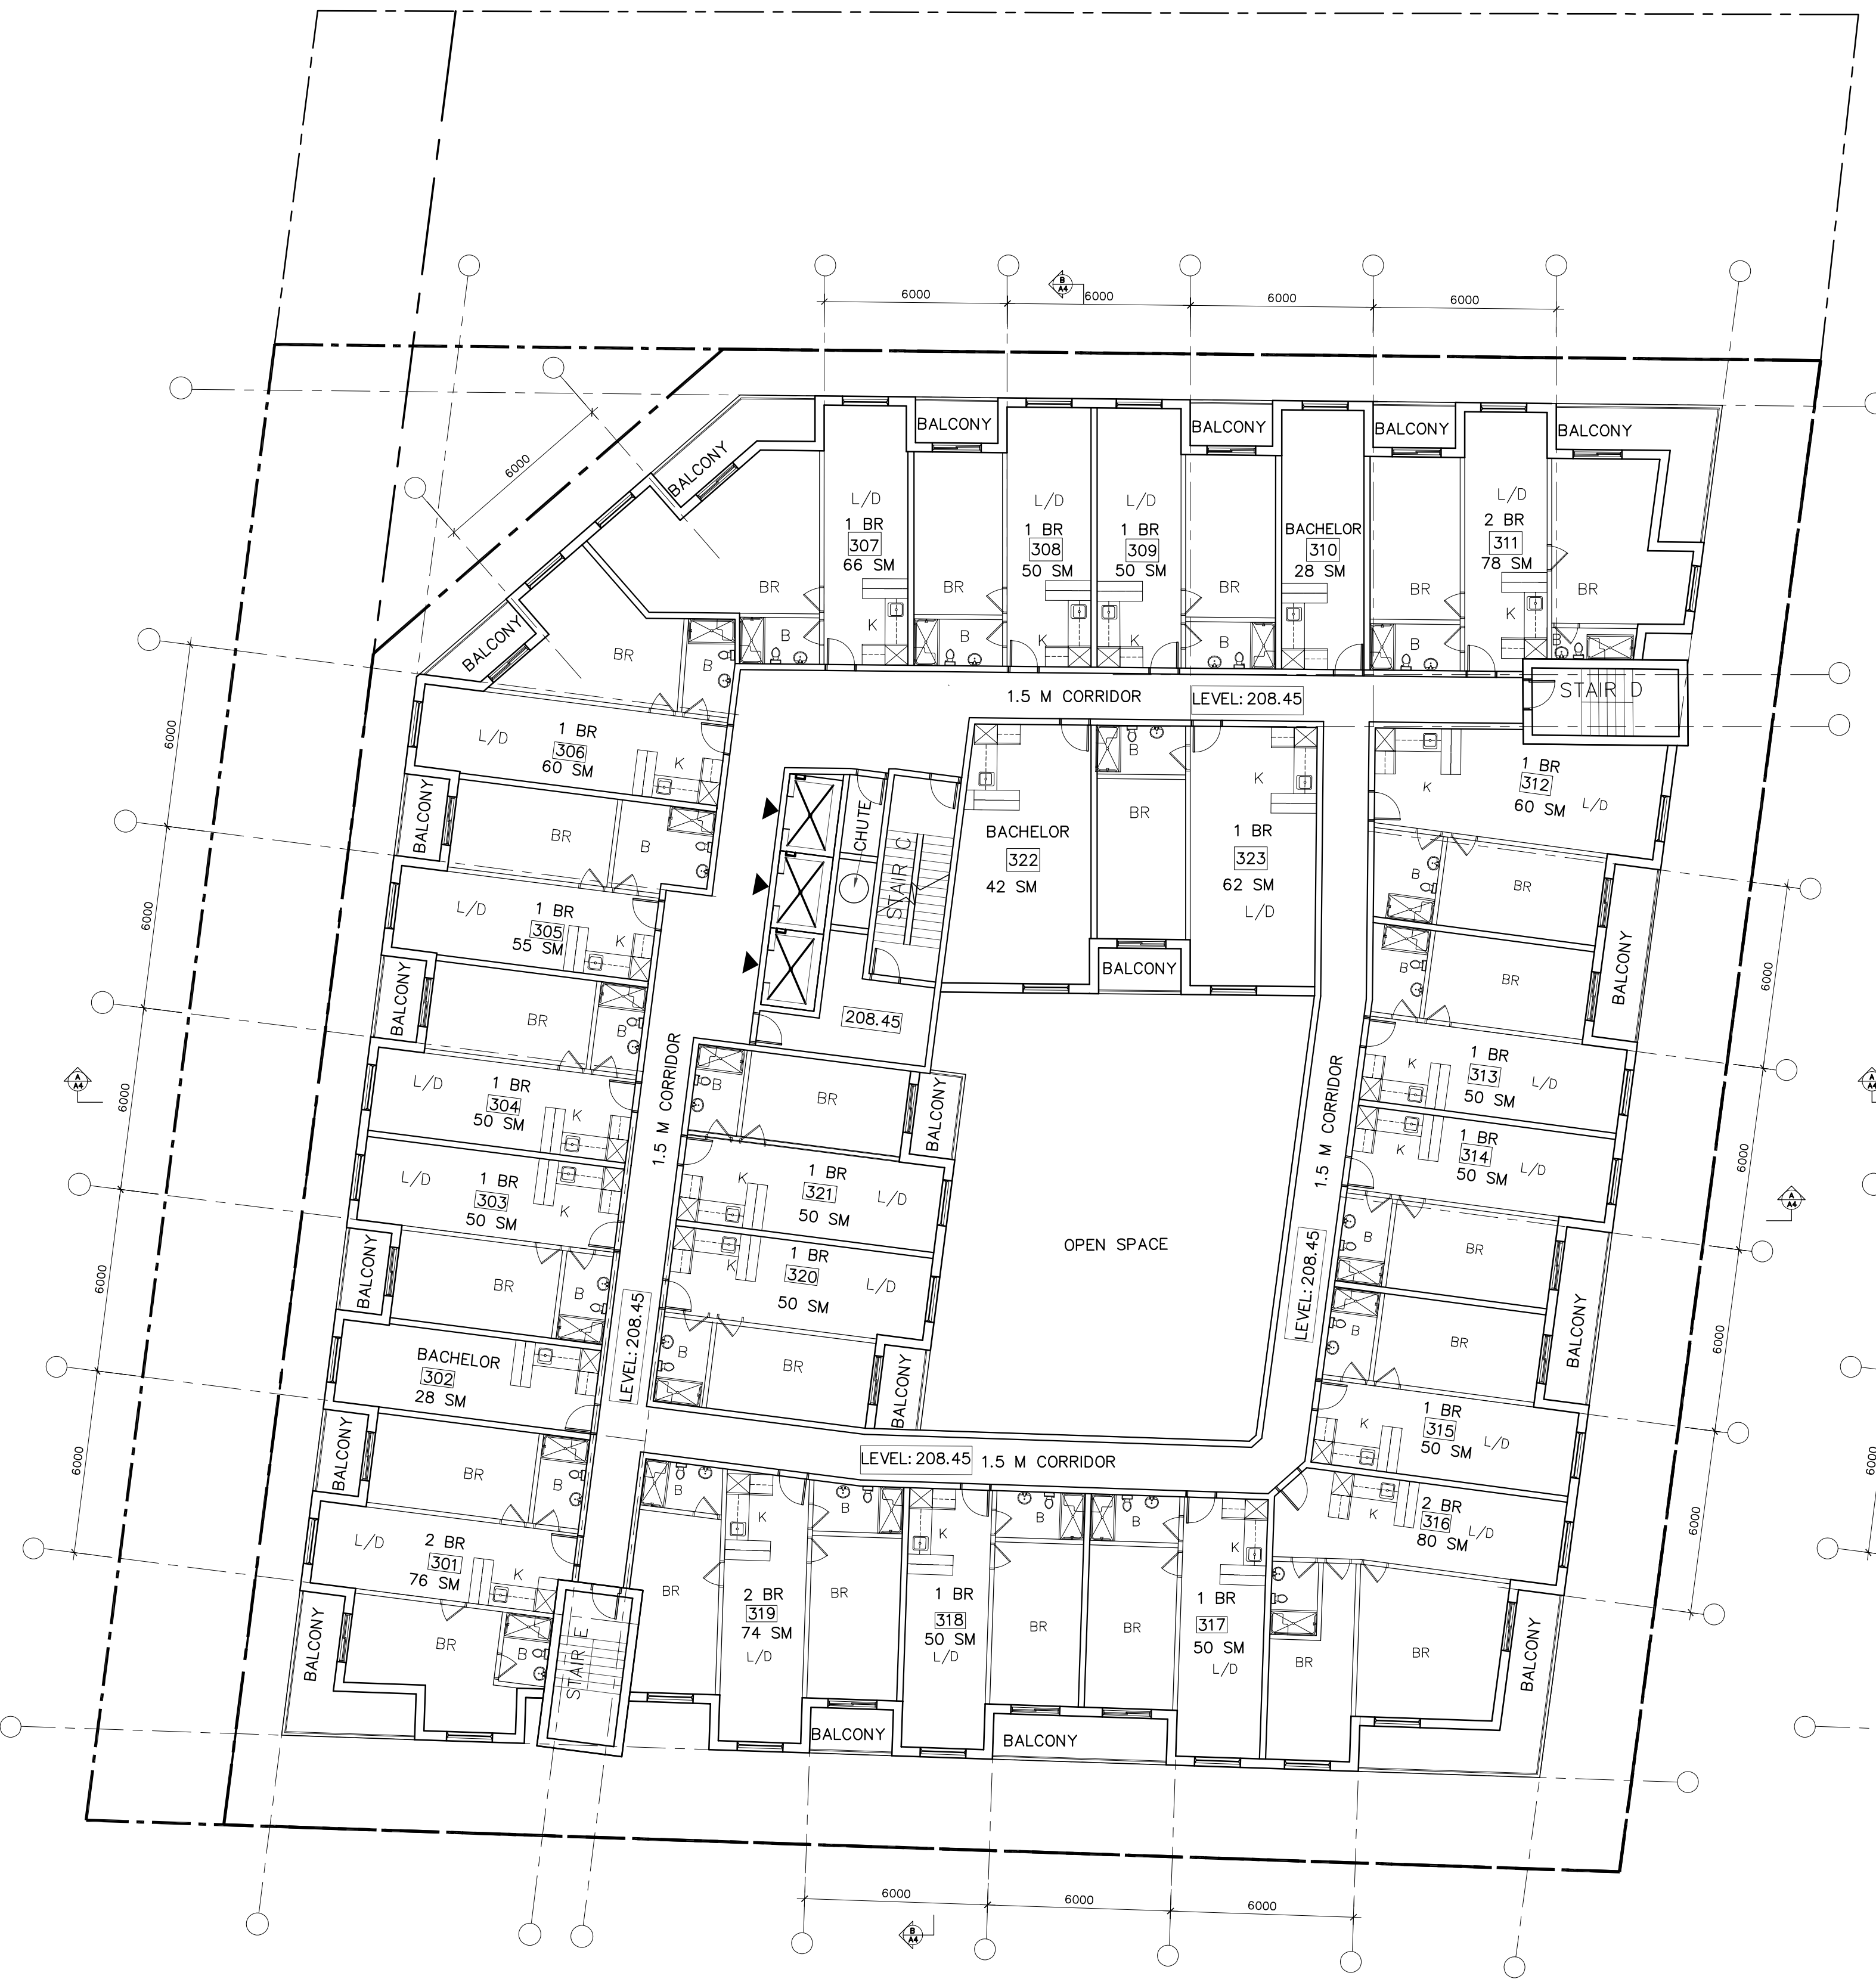 6000
B
A4
6000
6000
6000
6000
BALCONY
BALCONY
BALCONY
BALCONY
BALCONY
L/D
1 BR
307
66 SM
BR
K
B
L/D
1 BR
308
50 SM
BR
K
B
L/D
1 BR
309
50 SM
K
BR
B
BACHELOR
310
28 SM
L/D
2 BR
311
78 SM
BR
K
B
BR
B
STAIR D
1.5 M CORRIDOR
LEVEL: 208.45
BALCONY
BR
B
L/D
1 BR
306
60 SM
K
6000
BALCONY
BR
B
L/D
1 BR
305
55 SM
K
6000
BALCONY
BR
B
L/D
1 BR
304
50 SM
K
6000
L/D
1 BR
303
50 SM
K
BALCONY
BR
B
6000
BACHELOR
302
28 SM
BALCONY
BR
B
6000
L/D
2 BR
301
76 SM
K
BALCONY
BR
B
STAIR E
A
A4
CHUTE
STAIR C
208.45
1.5 M CORRIDOR
LEVEL: 208.45
BACHELOR
322
42 SM
B
BR
K
1 BR
323
62 SM
L/D
BALCONY
B
BR
BALCONY
1 BR
321
50 SM
K
L/D
1 BR
320
50 SM
K
L/D
B
BR
BALCONY
OPEN SPACE
1.5 M CORRIDOR
LEVEL: 208.45
LEVEL: 208.45
1.5 M CORRIDOR
1 BR
312
60 SM
K
L/D
B
BR
BALCONY
B
BR
1 BR
313
50 SM
K
L/D
6000
1 BR
314
50 SM
K
L/D
B
BR
6000
BALCONY
B
BR
1 BR
315
50 SM
K
L/D
6000
2 BR
316
80 SM
K
L/D
6000
BR
BR
BALCONY
A
A4
A
A4
6000
B
BR
K
2 BR
319
74 SM
L/D
B
BR
BALCONY
K
1 BR
318
50 SM
L/D
B
BR
BALCONY
B
BR
K
1 BR
317
50 SM
L/D
6000
6000
6000
B
A4